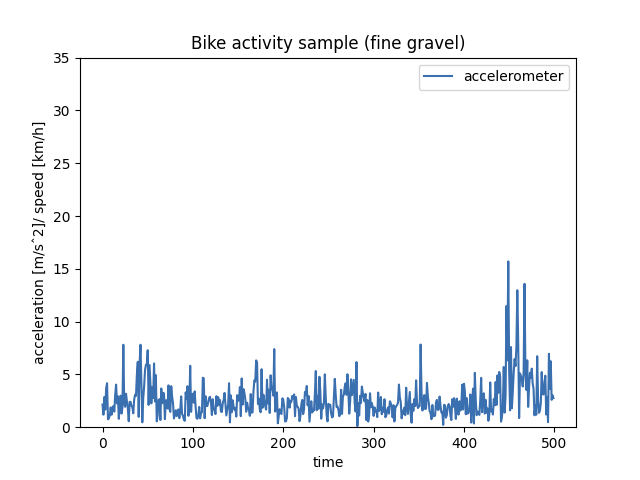 Bike activity sample (fine gravel)
accelerometer
acceleration [m/s^2]/ speed [km/h]
35
30
25
20
15
10
5
0
0 100 200 300 400 500
time